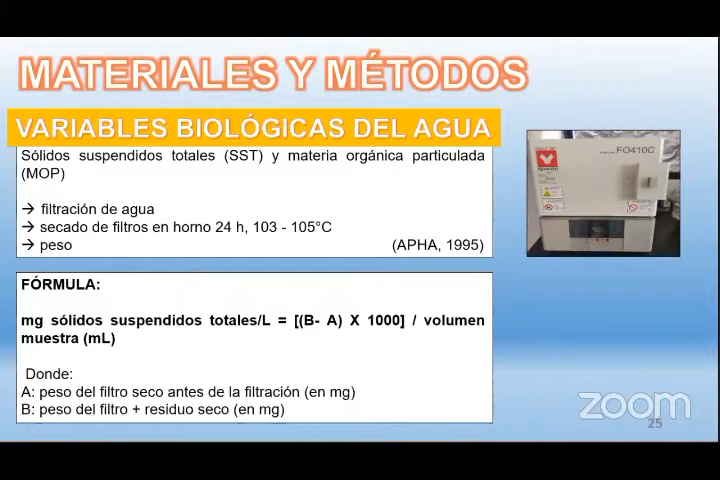 MATERIALES Y MÉTODOS
VARIABLES BIOLÓGICAS DEL AGUA
Sólidos suspendidos totales (SST) y materia orgánica particulada
(MOP)
→ filtración de agua
→ secado de filtros en horno 24 h, 103 - 105°C
→ peso (APHA, 1995)
FO410C
FÓRMULA:
mg sólidos suspendidos totales/L = [(B- A) X 1000] / volumen
muestra (mL)
Donde:
A: peso del filtro seco antes de la filtración (en mg)
B: peso del filtro + residuo seco (en mg)
zoom
25